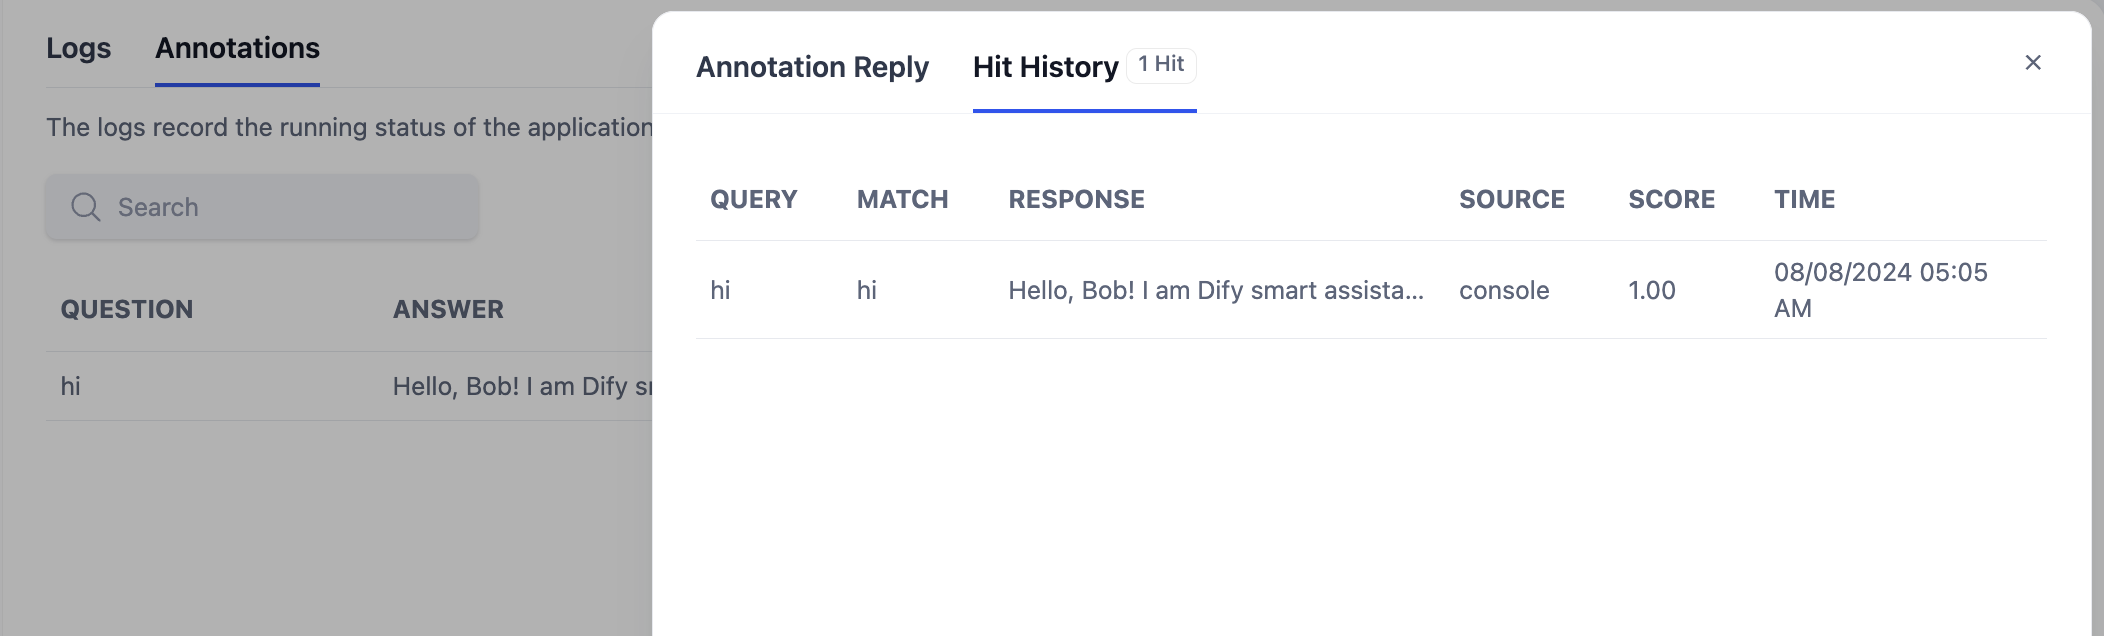 Logs Annotations
The logs record the running status of the application
Search
QUESTION ANSWER
hi Hello, Bob! I am Dify
Annotation Reply Hit History 1 Hit
QUERY MATCH RESPONSE SOURCE SCORE TIME
hi hi Hello, Bob! I am Dify smart assista... console 1.00 08/08/2024 05:05
AM